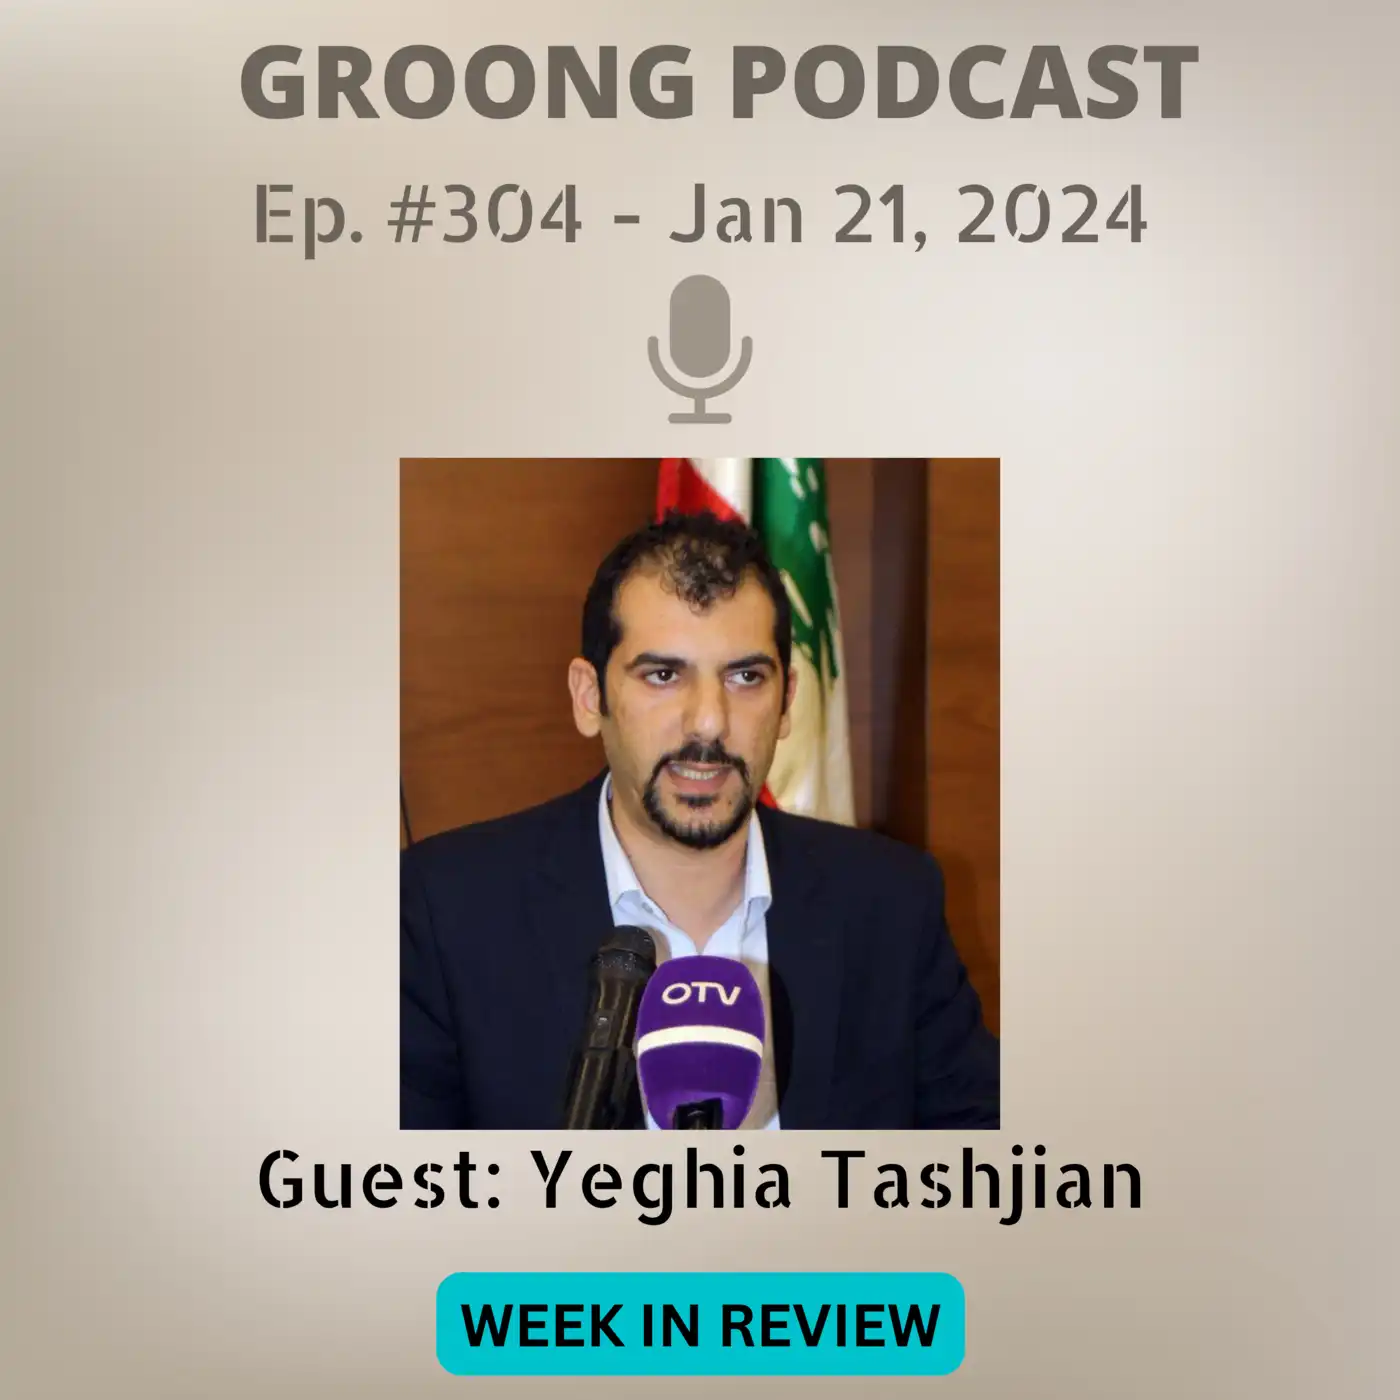 GROONG PODCAST
Ep. #304 - Jan 21, 2024
OTV
Guest: Yeghia Tashjian
WEEK IN REVIEW